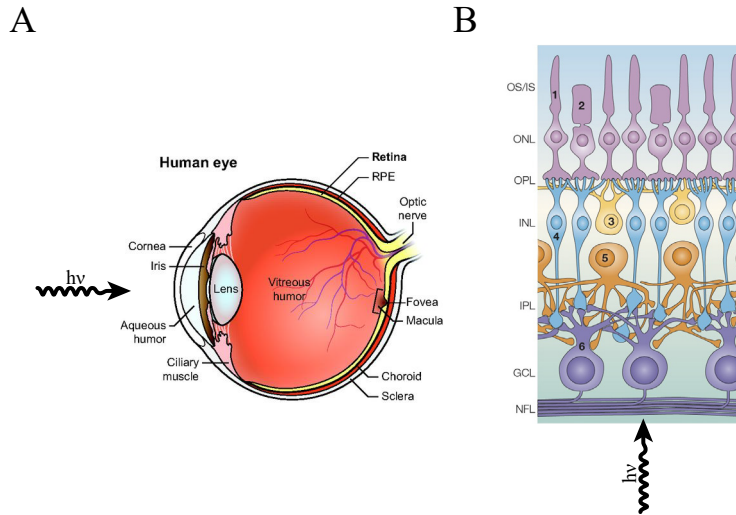 A
B
Human eye
Retina
RPE
Optic
nerve
Cornea
Iris
hν
Lens
Vitreous
humor
Aqueous
humor
Ciliary
muscle
Fovea
Macula
Choroid
Sclera
OS/IS
ONL
OPL
INL
IPL
GCL
NFL
1
2
3
4
5
6
hν